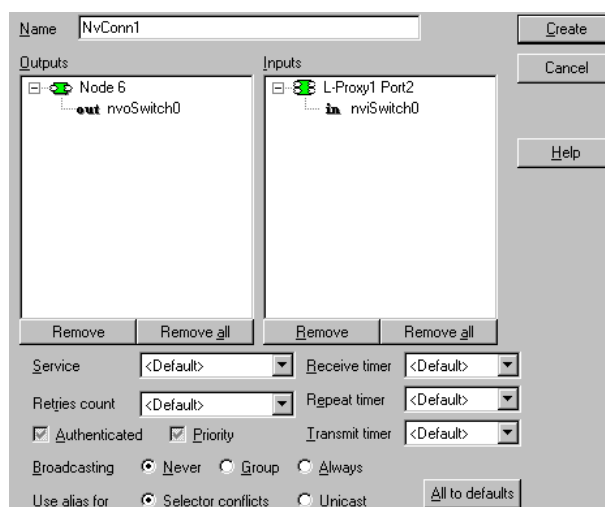 Name NvConn1 Create
Outputs Inputs Cancel
Node 6 L-Proxy1 Port2
out nvoSwitch0 in nviSwitch0
Help
Remove Remove all Remove Remove all
Service <Default> Receive timer <Default>
Retries count <Default> Repeat timer <Default>
Authenticated Priority Transmit timer <Default>
Broadcasting Never Group Always
Use alias for Selector conflicts Unicast All to defaults